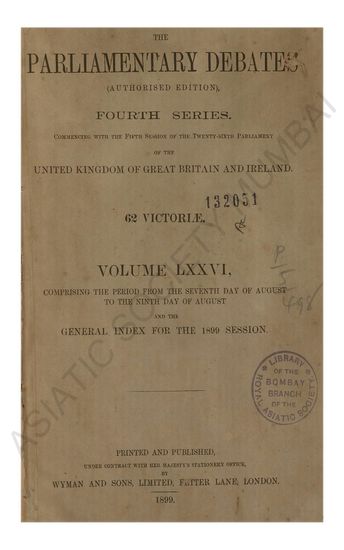 THE
PARLIAMENTARY DEBATES
(AUTHORISED EDITION),
FOURTH SERIES.
COMMENCING WITH THE FIFTH SESSION OF THE TWENTY-SIXTH PARLIAMENT
OF THE
UNITED KINGDOM OF GREAT BRITAIN AND IRELAND.
132051
62 VICTORIÆ,
VOLUME LXXVI,
COMPRISING THE PERIOD FROM THE SEVENTH DAY OF AUGUST
TO THE NINTH DAY OF AUGUST
AND THE
GENERAL INDEX FOR THE 1899 SESSION.
LIBRARY
OF THE
BOMBAY
BRANCH
OF THE
ROYAL ASIATIC SOCIETY
PRINTED AND PUBLISHED,
UNDER CONTRACT WITH HER MAJESTY'S STATIONERY OFFICE,
BY
WYMAN AND SONS, LIMITED, FETTER LANE, LONDON.
1899.
ASIATIC SOCIETY MUMBAI